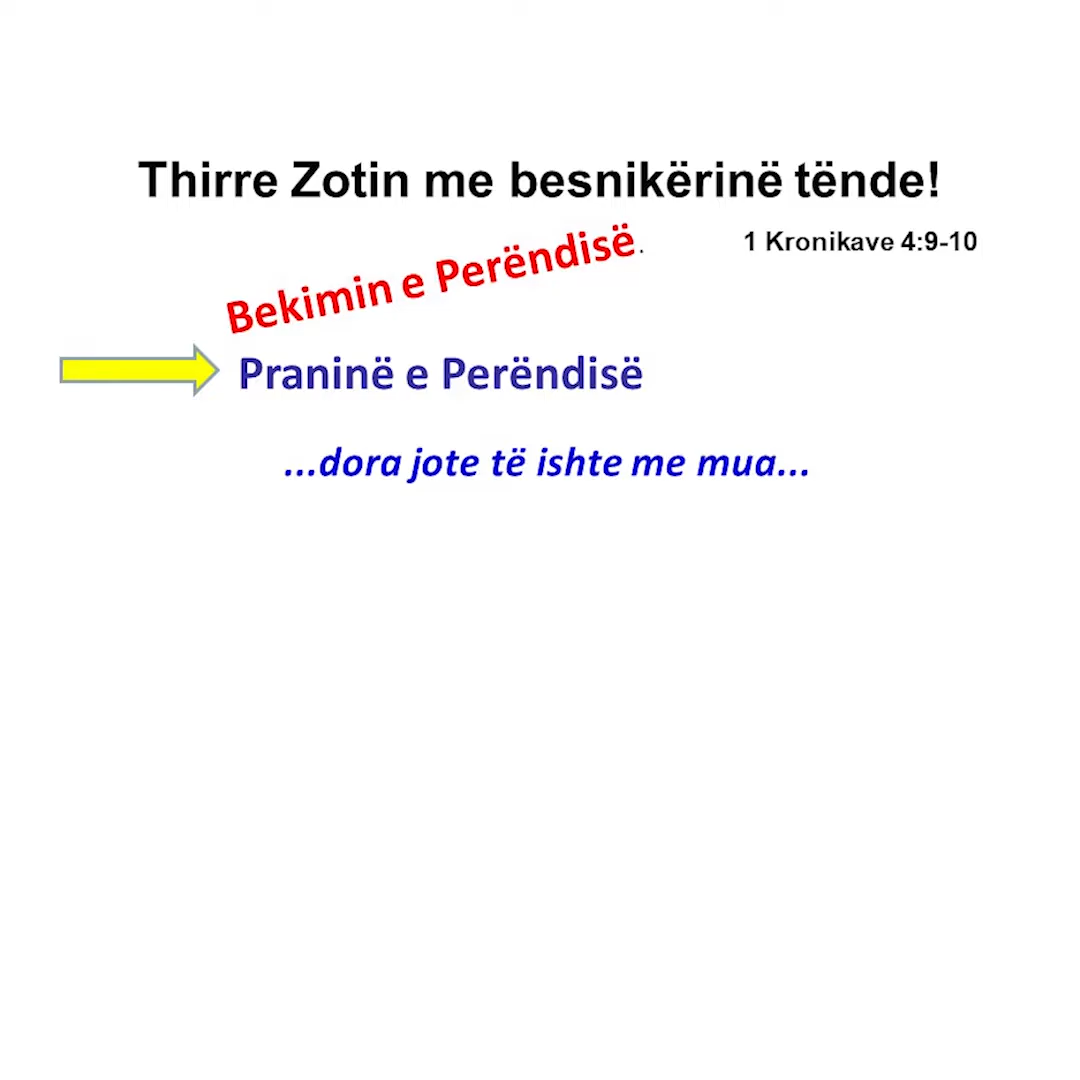 Thirre Zotin me besnikërinë tënde!
1 Kronikave 4:9-10
Bekimin e Perëndisë.
Praninë e Perëndisë
...dora jote të ishte me mua...